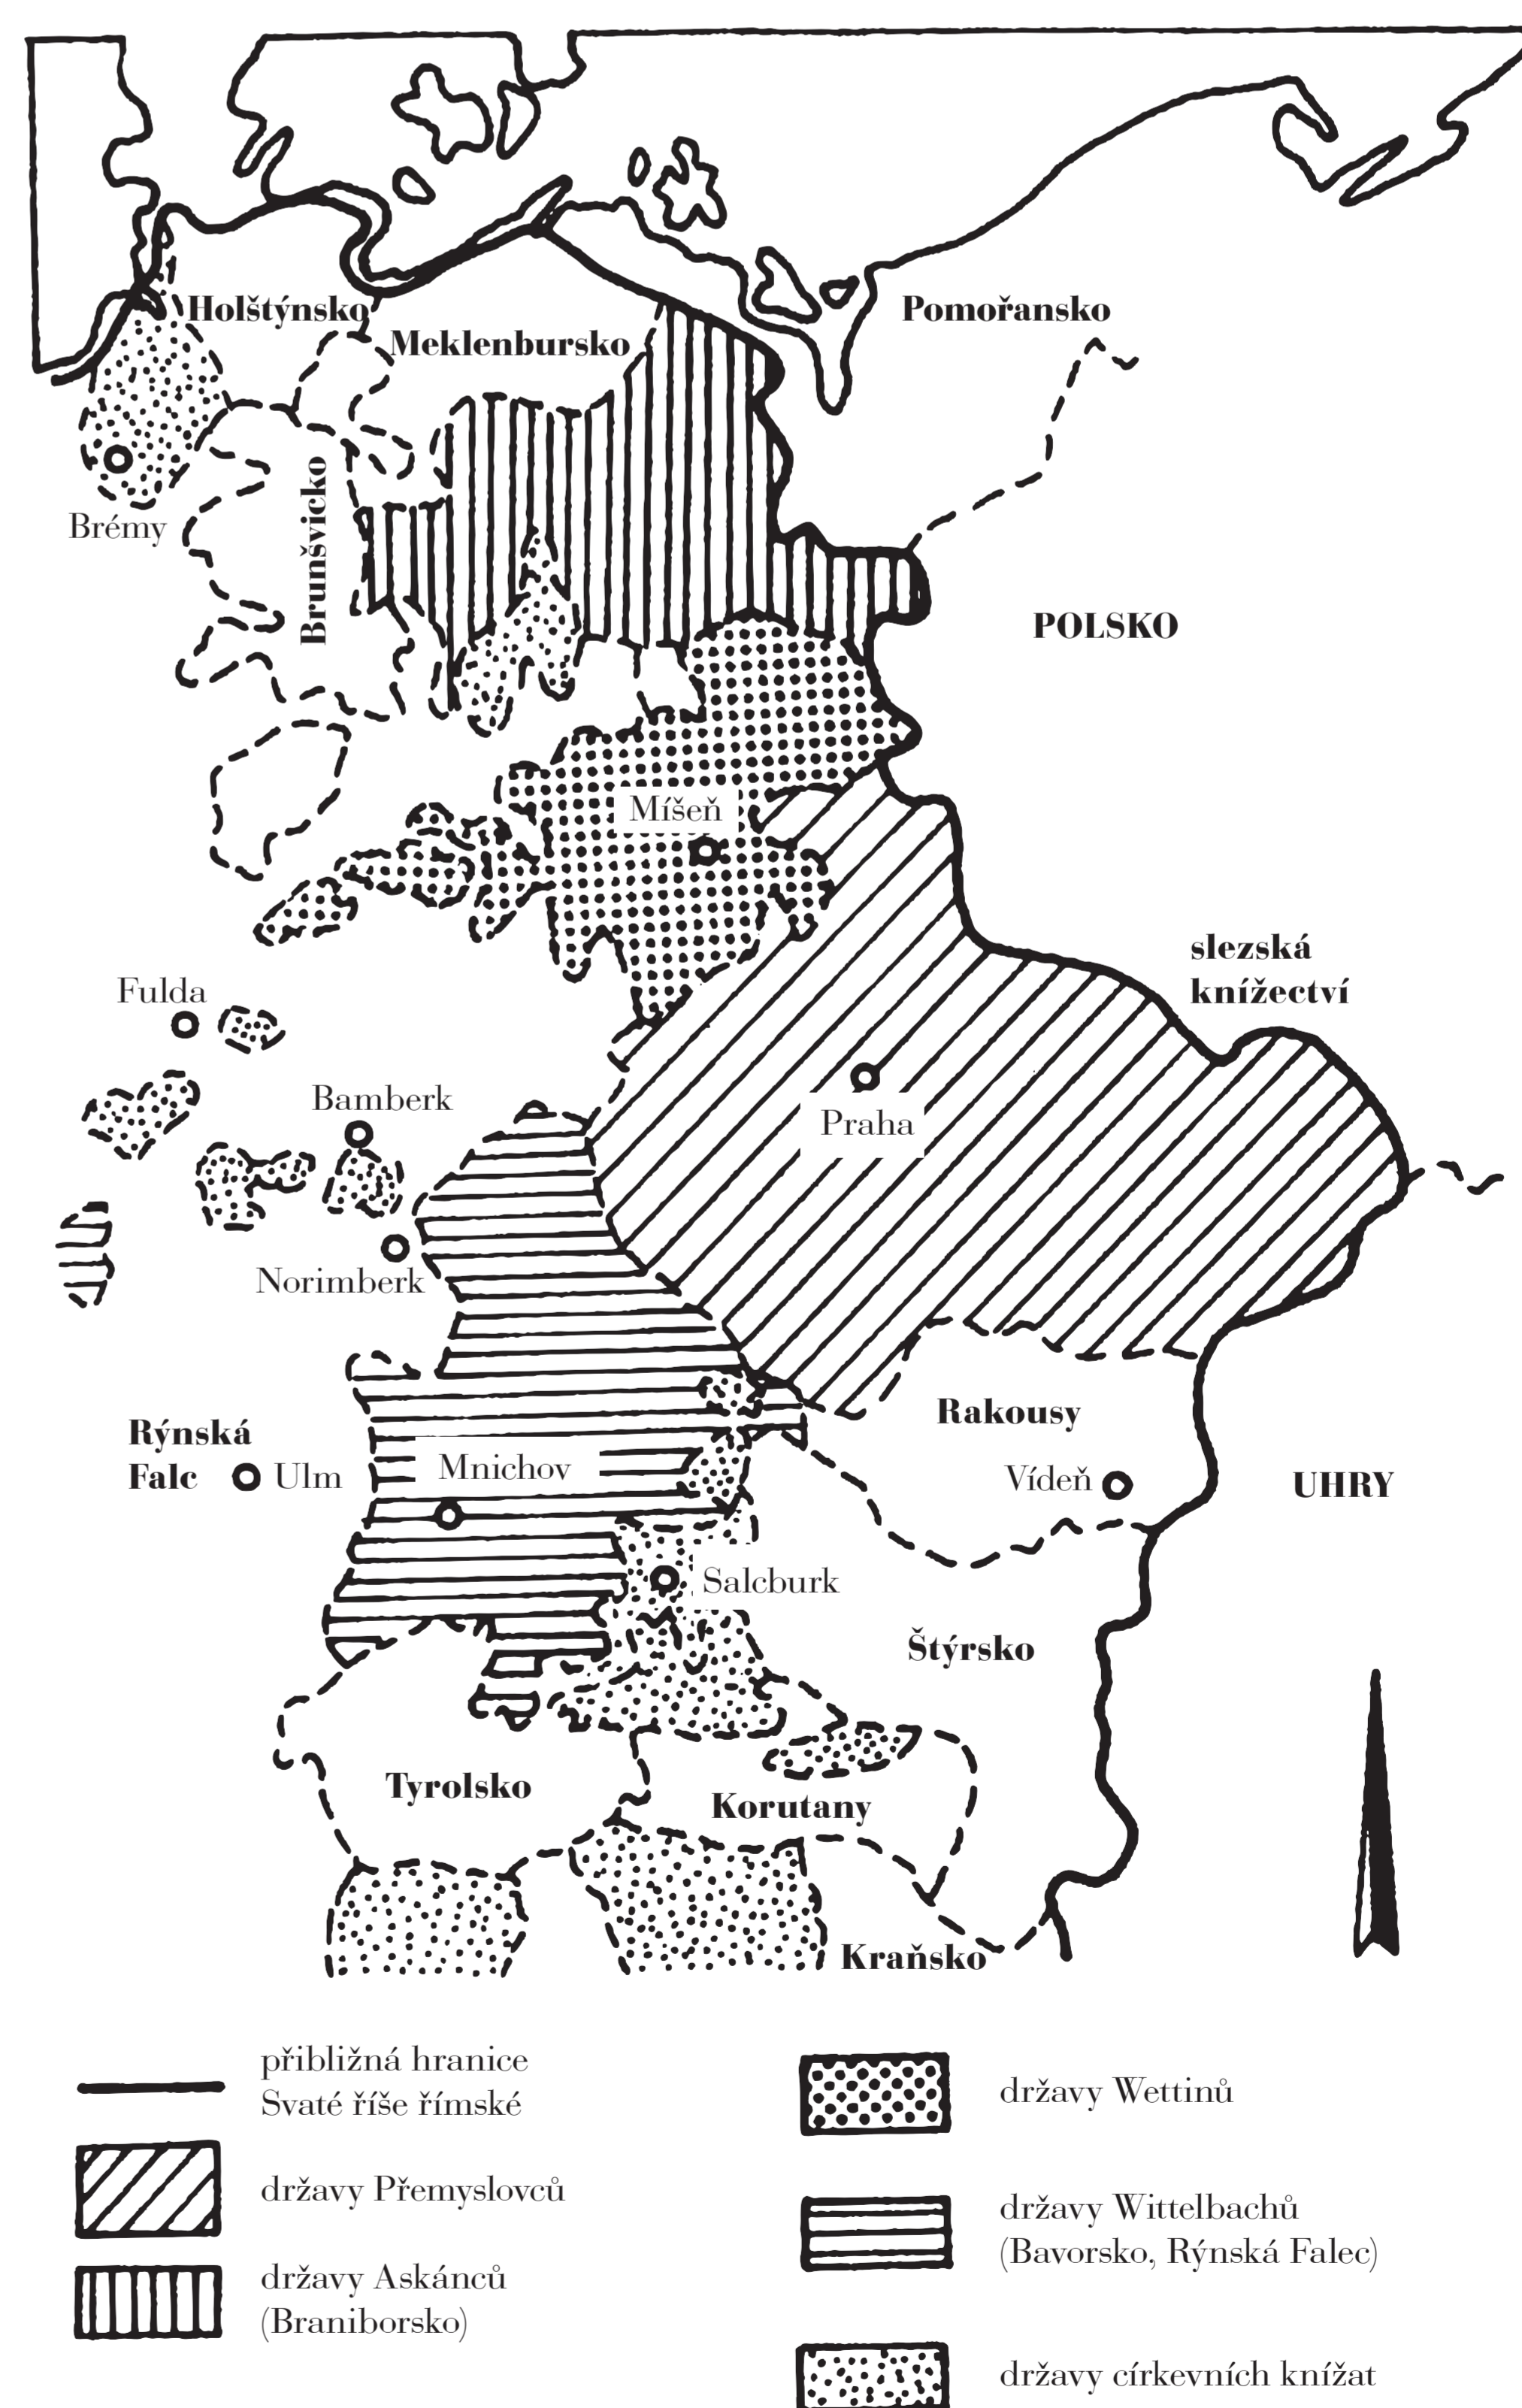 Holštýnsko
Meklenbursko
Pomořansko
Brunšvicko
Brémy
POLSKO
Míšeň
slezská
knížectví
Fulda
Bamberk
Praha
Norimberk
Rakousy
Rýnská
Falc
Ulm
Mnichov
Vídeň
UHRY
Salcburk
Štýrsko
Tyrolsko
Korutany
Kraňsko
přibližná hranice
Svaté říše římské
državy Přemyslovců
državy Askánců
(Braniborsko)
državy Wettinů
državy Wittelbachů
(Bavorsko, Rýnská Falec)
državy církevních knížat